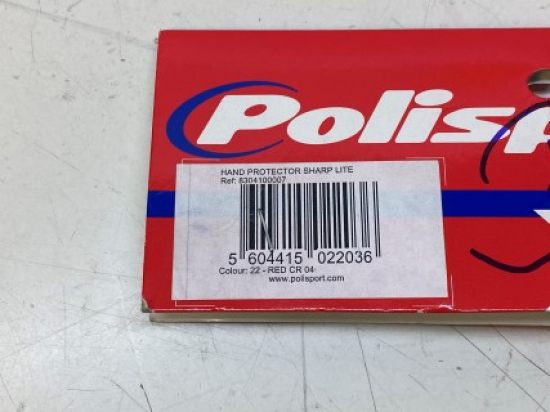 Polisp
HAND PROTECTOR SHARP LITE
Ref: 8304100007
5 604415 022036
Colour: 22 - RED CR 04
www.polisport.com